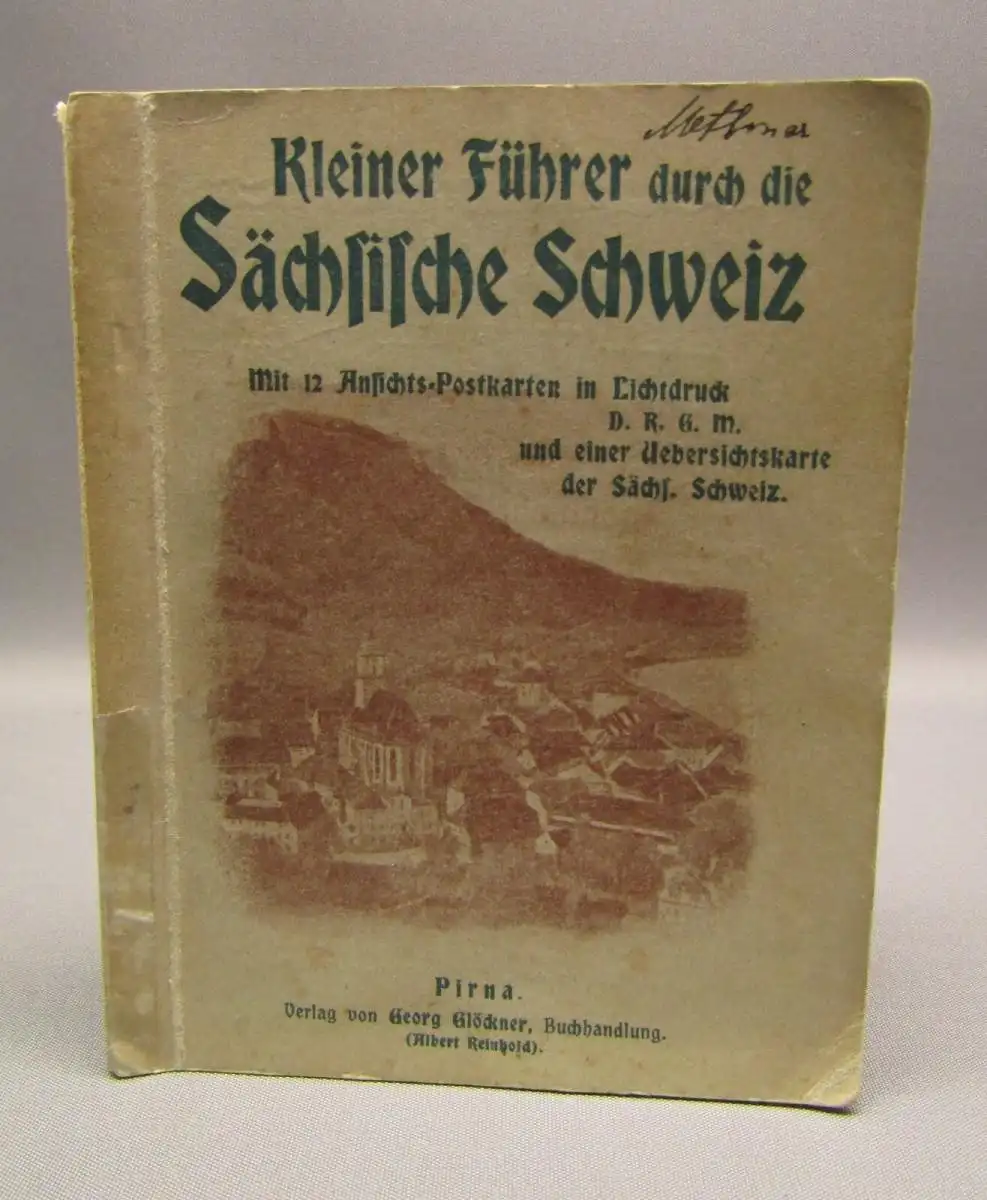 Kleiner Führer durch die
Sächſiſche Schweiz
Mit 12 Anſichts-Postkarten in Lichtdruck
D. R. G. M.
und einer Uebersichtskarte
der Sächſ. Schweiz.
Pirna.
Verlag von Georg Glöckner, Buchhandlung.
(Albert Reinhold).